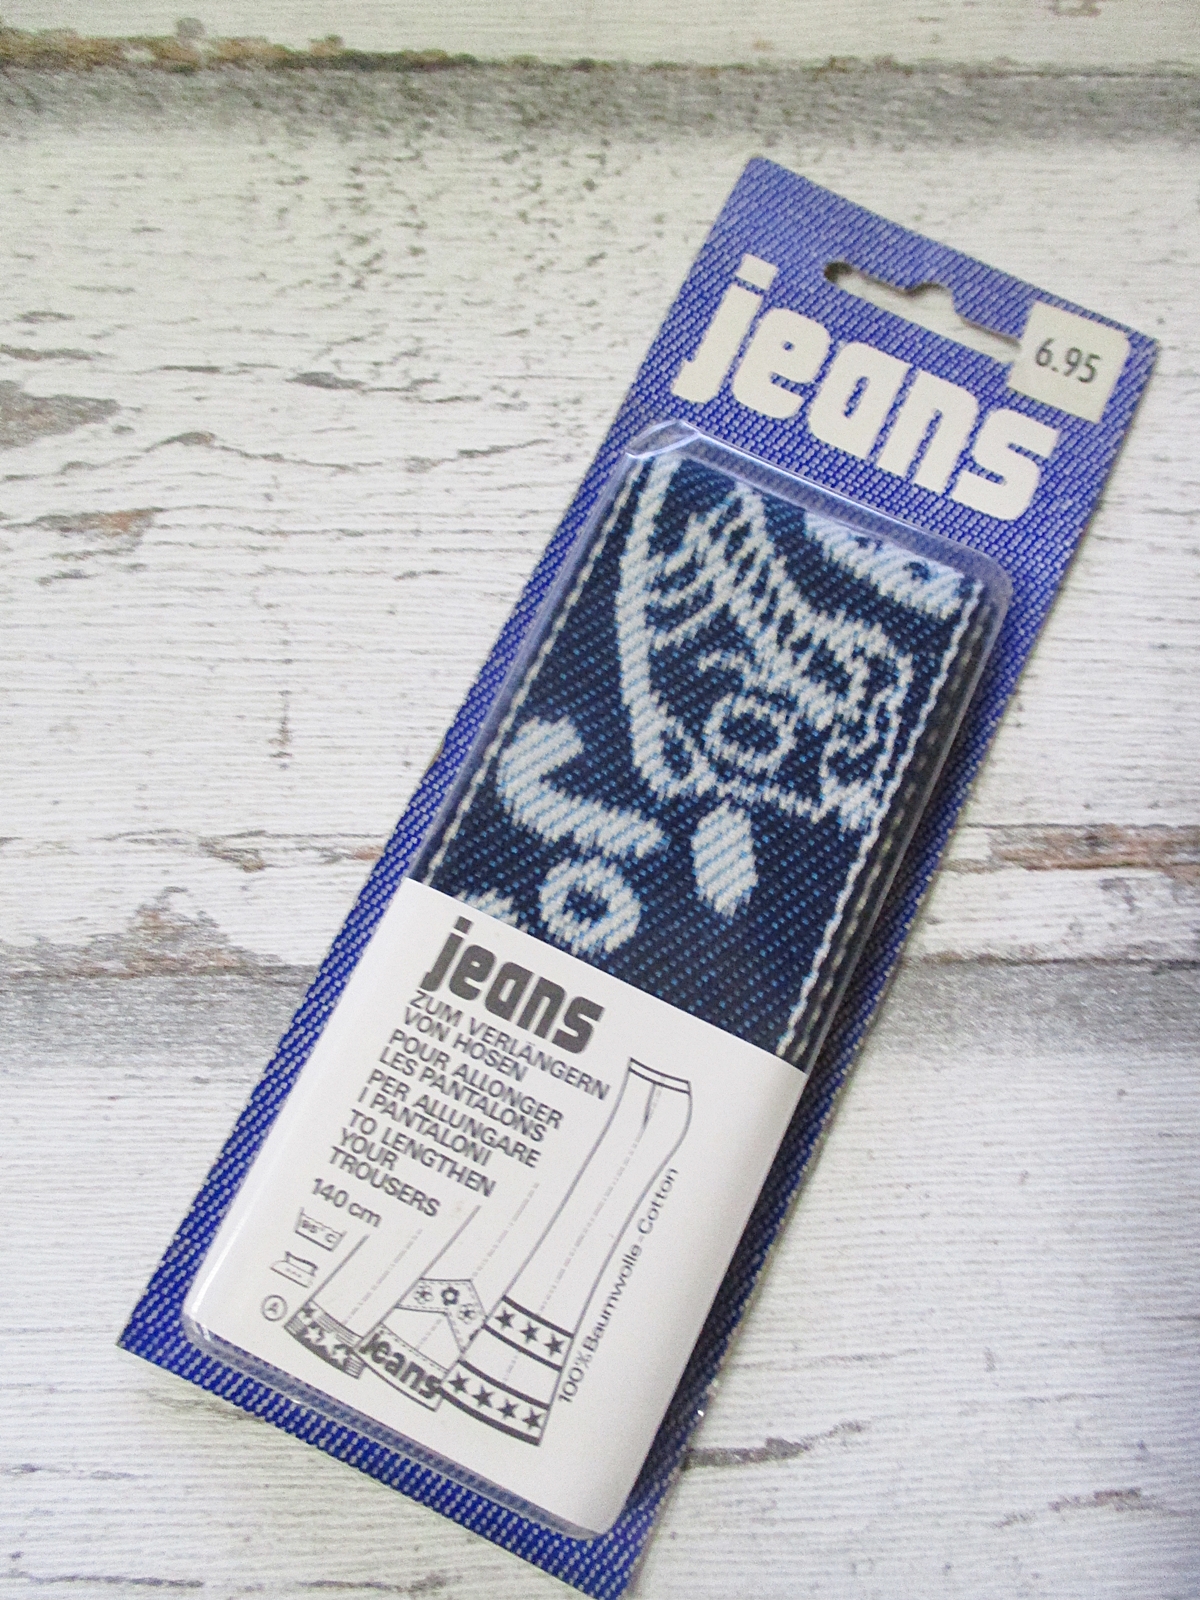 jeans
6.95
jeans
ZUM VERLÄNGERN
VON HOSEN
POUR ALLONGER
LES PANTALONS
PER ALLUNGARE
I PANTALONI
TO LENGTHEN
YOUR
TROUSERS
140 cm
95°C
A
jeans
100% Baumwolle-Cotton